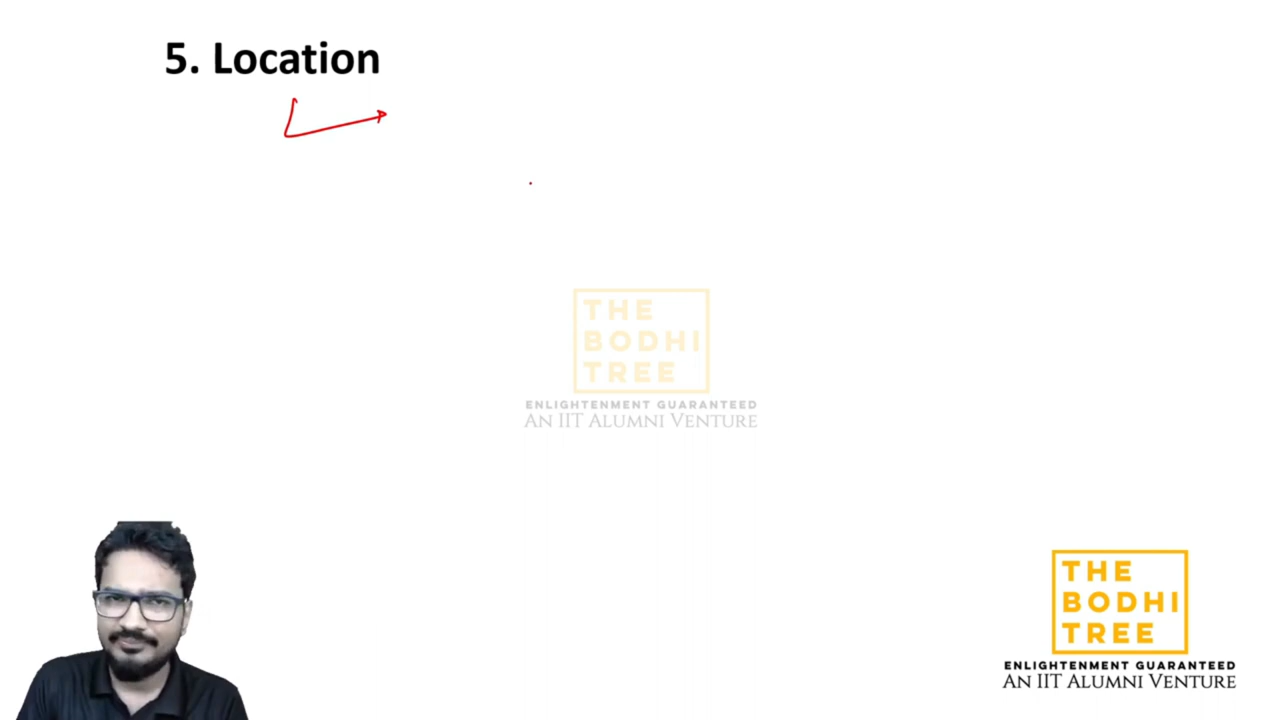 5. Location
THE
BODHI
TREE
ENLIGHTENMENT GUARANTEED
AN IIT ALUMNI VENTURE
THE
BODHI
TREE
ENLIGHTENMENT GUARANTEED
AN IIT ALUMNI VENTURE